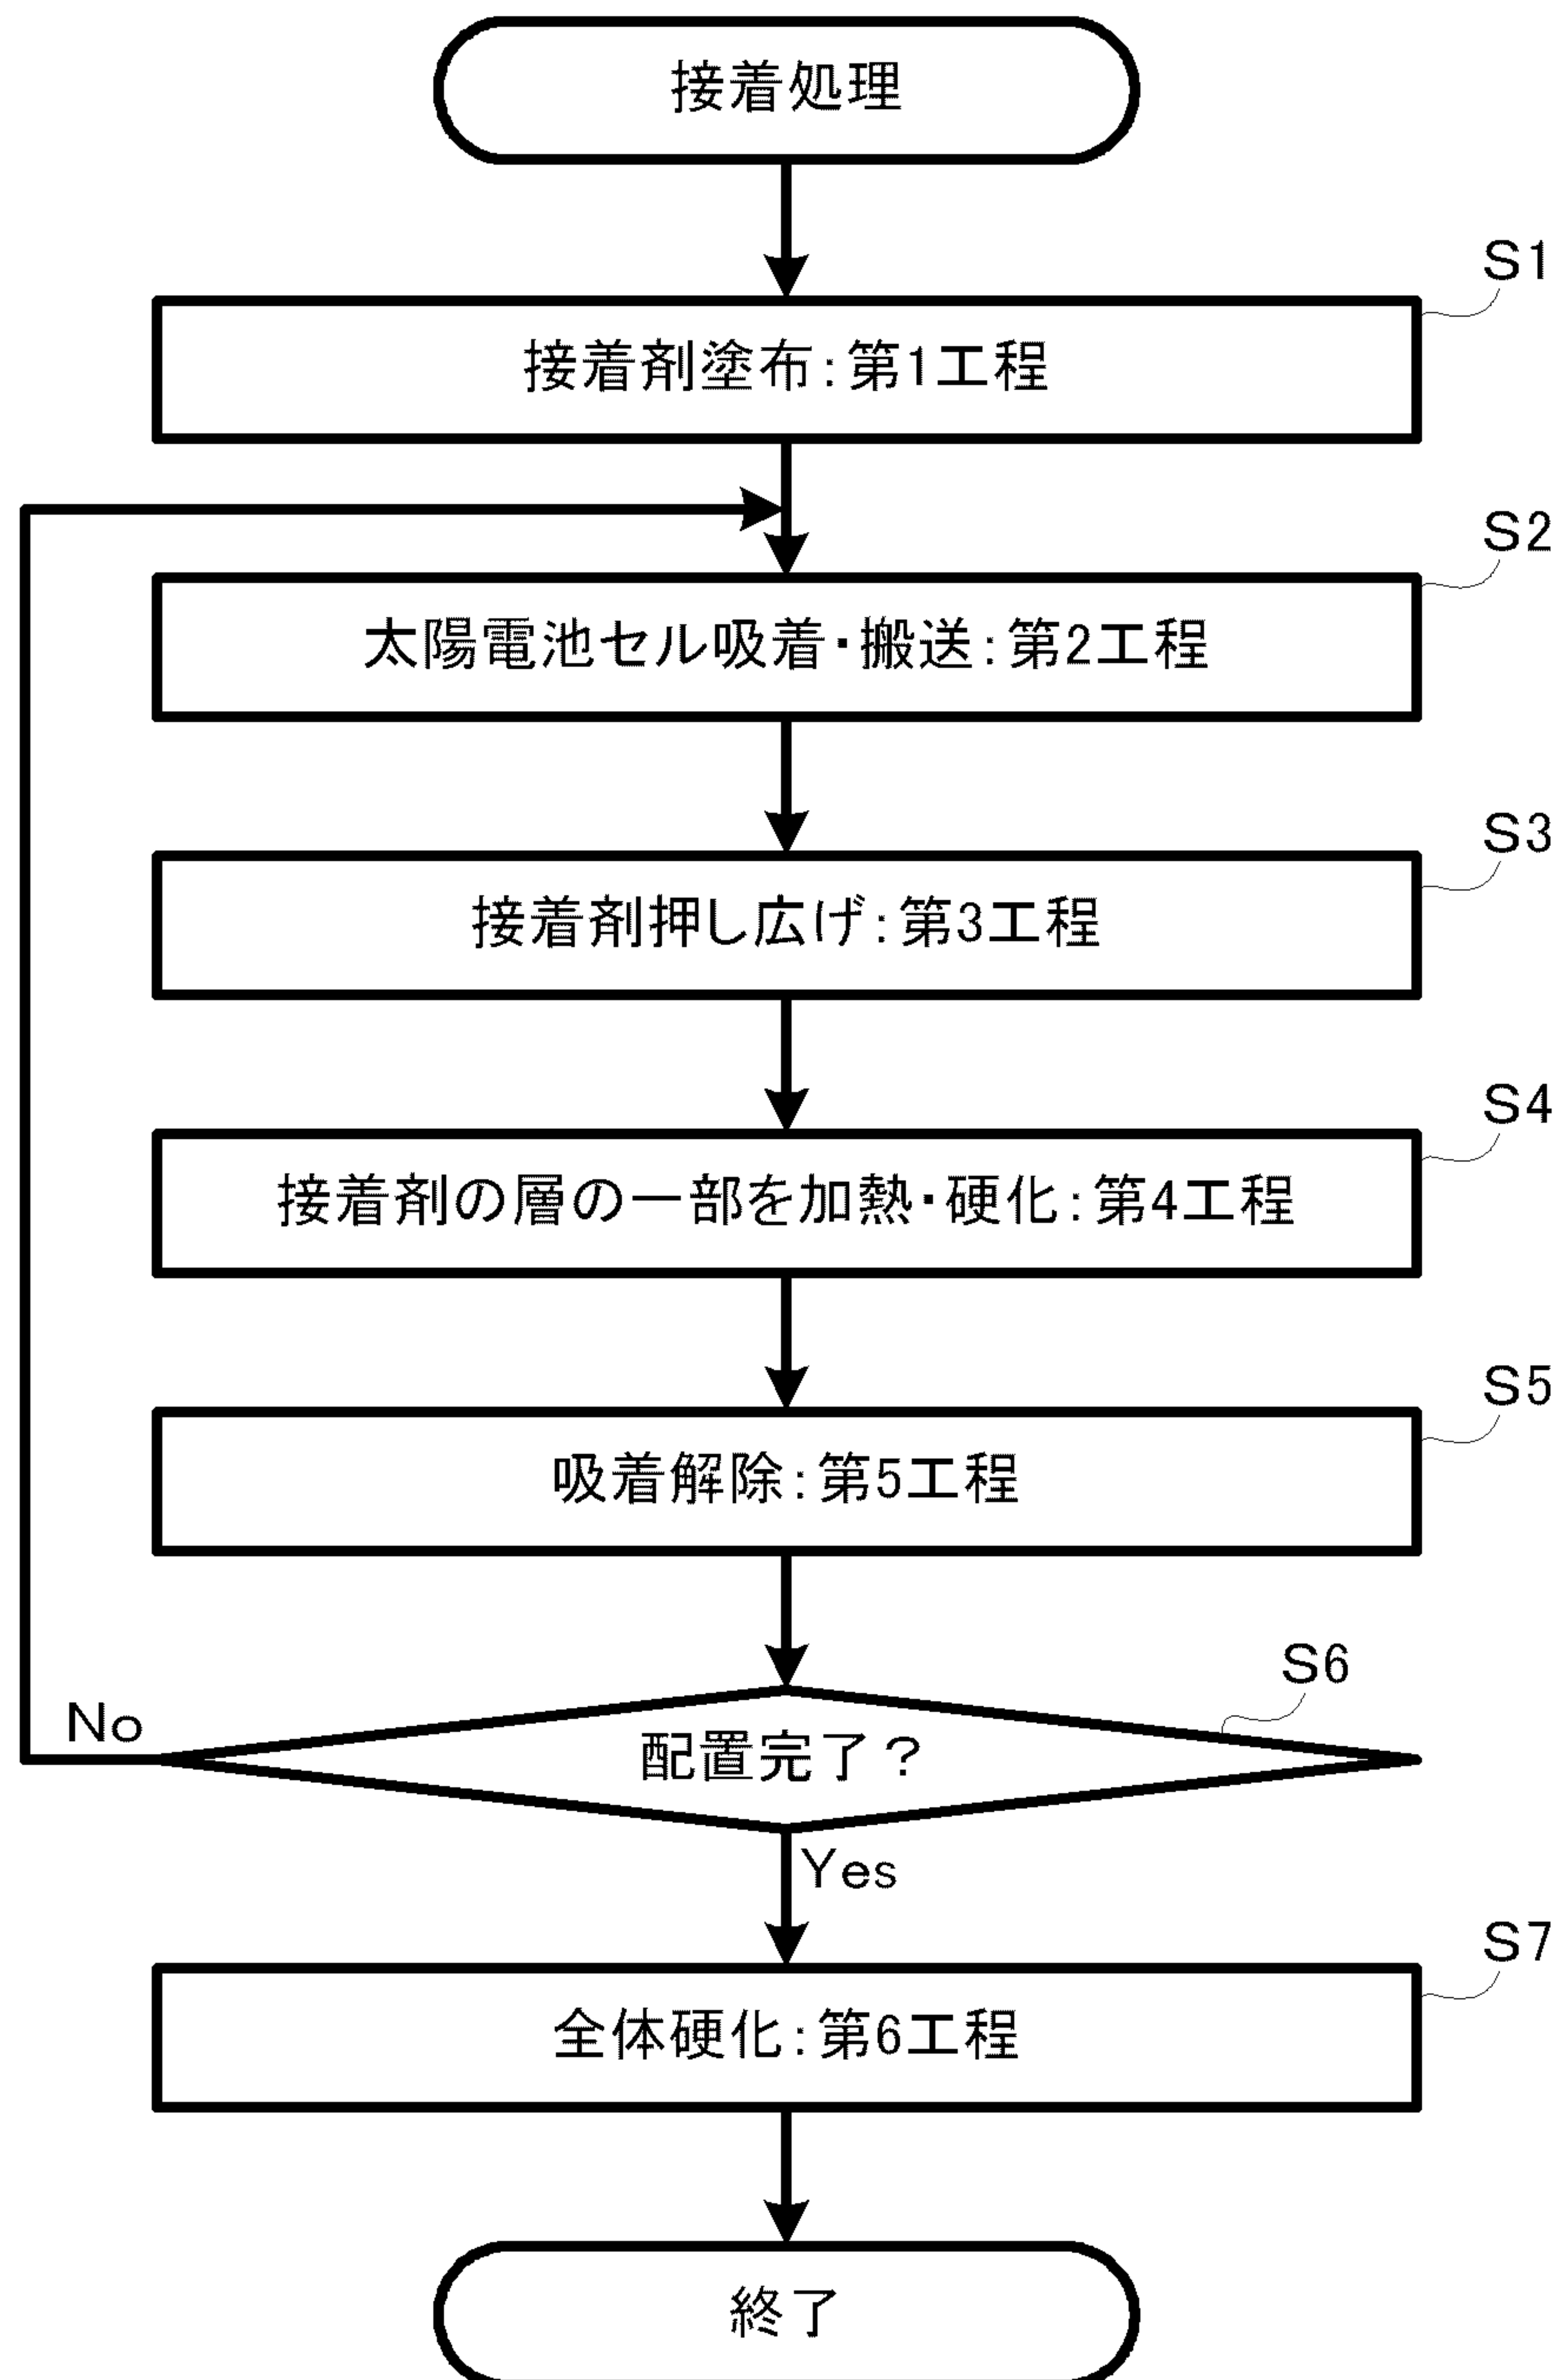 接着処理
S1
接着剤塗布:第1工程
S2
太陽電池セル吸着・搬送:第2工程
S3
接着剤押し広げ:第3工程
S4
接着剤の層の一部を加熱・硬化:第4工程
S5
吸着解除:第5工程
S6
No
配置完了?
Yes
S7
全体硬化:第6工程
終了